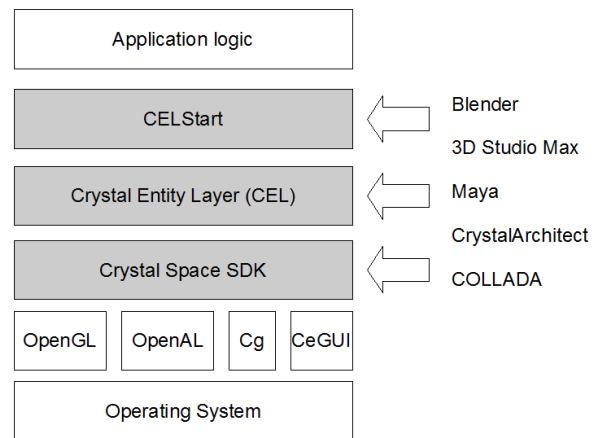 Application logic
CELStart
Blender
3D Studio Max
Crystal Entity Layer (CEL)
Maya
CrystalArchitect
Crystal Space SDK
COLLADA
OpenGL
OpenAL
Cg
CeGUI
Operating System